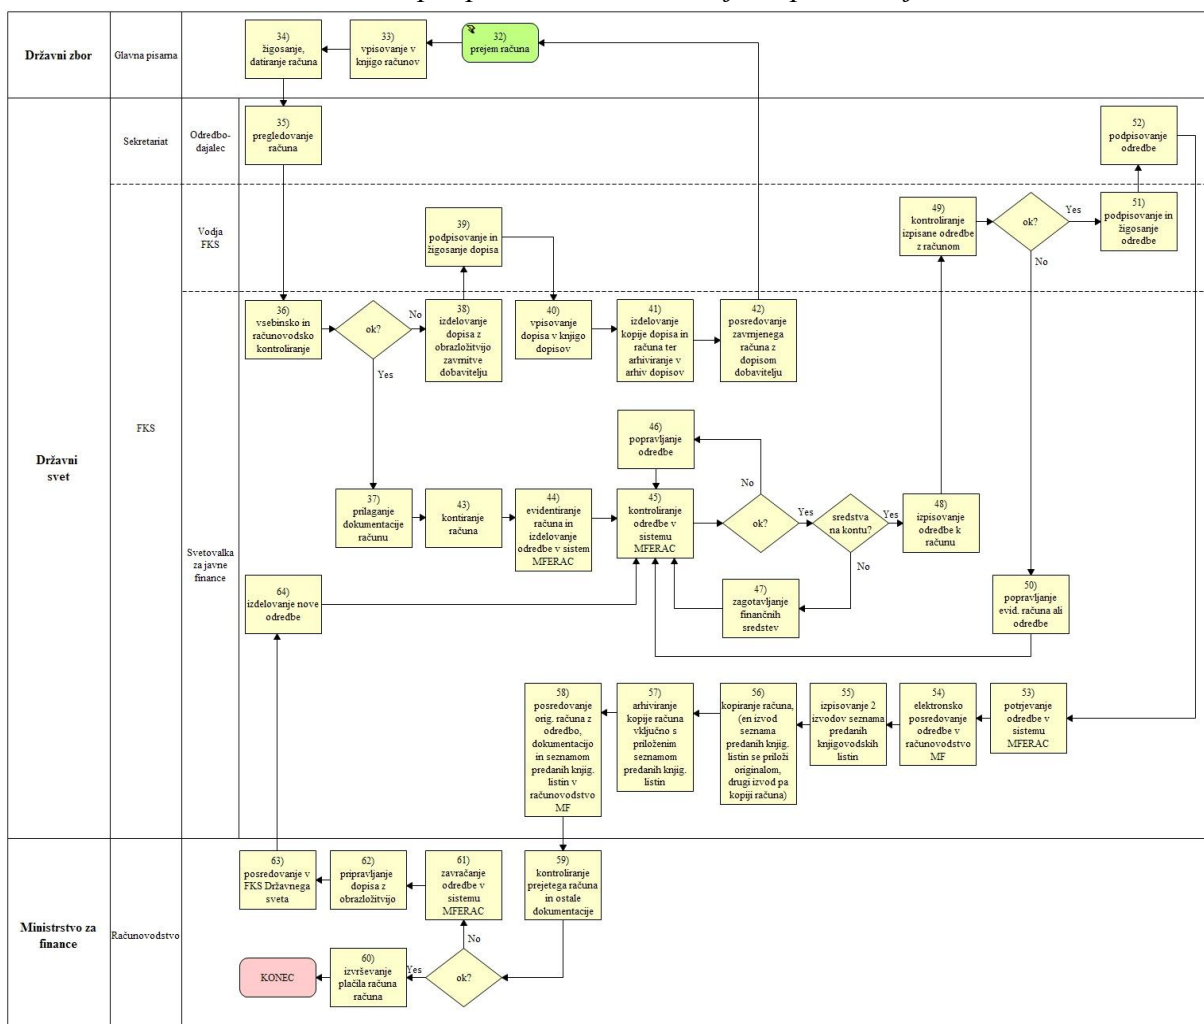 Državni zbor
Glavna pisarna
34)
žigosanje,
datiranje računa
33)
vpisovanje v
knjigo računov
32)
prejem računa
Državni
svet
Sekretariat
Odredbo-
dajalec
35)
pregledovanje
računa
52)
podpisovanje
odredbe
FKS
Vodja
FKS
39)
podpisovanje in
žigosanje dopisa
49)
kontroliranje
izpisane odredbe
z računom
ok?
Yes
No
51)
podpisovanje in
žigosanje
odredbe
Svetovalka
za javne
finance
36)
vsebinsko in
računovodsko
kontroliranje
ok?
No
Yes
38)
izdelovanje
dopisa z
obrazložitvijo
zavrnitve
dobavitelju
40)
vpisovanje
dopisa v knjigo
dopisov
41)
izdelovanje
kopije dopisa in
računa ter
arhiviranje v
arhiv dopisov
42)
posredovanje
zavrnjenega
računa z
dopisom
dobavitelju
46)
popravljanje
odredbe
No
37)
prilaganje
dokumentacije
računu
43)
kontiranje
računa
44)
evidentiranje
računa in
izdelovanje
odredbe v sistem
MFERAC
45)
kontroliranje
odredbe v
sistemu
MFERAC
ok?
Yes
sredstva
na kontu?
Yes
No
48)
izpisovanje
odredbe k
računu
64)
izdelovanje nove
odredbe
47)
zagotavljanje
finančnih
sredstev
50)
popravljanje
evid. računa ali
odredbe
58)
posredovanje
orig. računa z
odredbo,
dokumentacijo
in seznamom
predanih knjig.
listin v
računovodstvo
MF
57)
arhiviranje
kopije računa
vključno s
priloženim
seznamom
predanih knjig.
listin
56)
kopiranje računa,
(en izvod
seznama
predanih knjig.
listin se priloži
originalom,
drugi izvod pa
kopiji računa)
55)
izpisovanje 2
izvodov seznama
predanih
knjigovodskih
listin
54)
elektronsko
posredovanje
odredbe v
računovodstvo
MF
53)
potrjevanje
odredbe v
sistemu
MFERAC
Ministrstvo za
finance
Računovodstvo
63)
posredovanje v
FKS Državnega
sveta
62)
pripravljanje
dopisa z
obrazložitvijo
61)
zavračanje
odredbe v
sistemu
MFERAC
59)
kontroliranje
prejetega računa
in ostale
dokumentacije
No
KONEC
60)
izvrševanje
plačila računa
računa
Yes
ok?